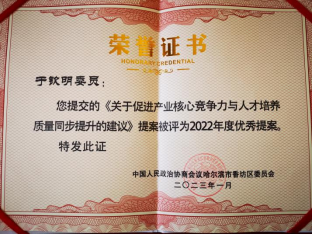 荣誉证书
HONORARY CREDENTIAL
于钦明委员：
您提交的《关于促进产业核心竞争力与人才培养
质量同步提升的建议》提案被评为2022年度优秀提案。
特发此证
中国人民政治协商会议哈尔滨市香坊区委员会
二〇二三年一月